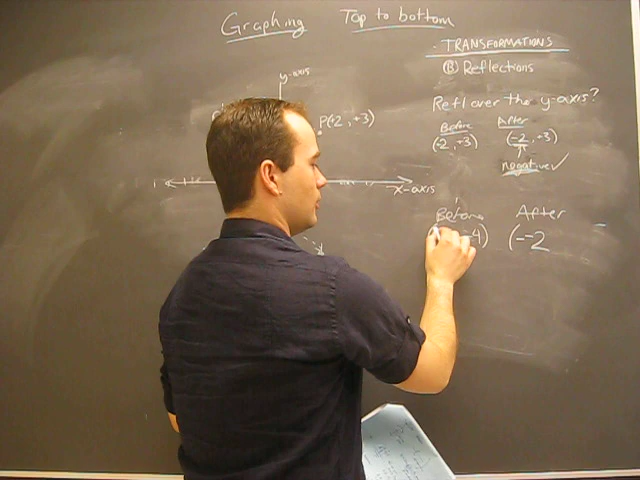 Graphing Top to bottom
- TRANSFORMATIONS
(B) Reflections
y-axis
Refl over the y-axis?
P(+2, +3)
Before After
(-2, +3) (-2, +3)
negative ✓
x-axis
Before After
-4) (--2